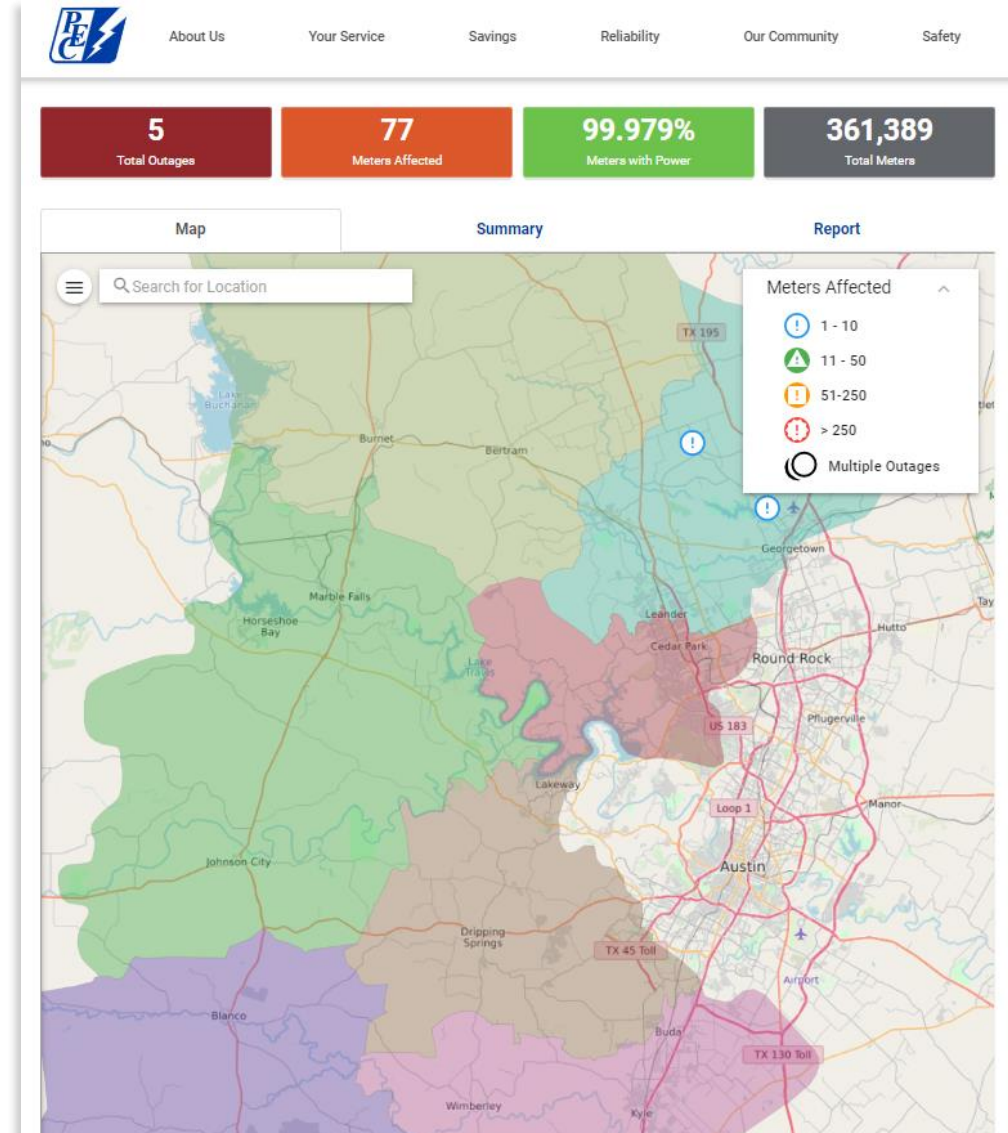 PEC
About Us
Your Service
Savings
Reliability
Our Community
Safety
5
Total Outages
77
Meters Affected
99.979%
Meters with Power
361,389
Total Meters
Map
Summary
Report
Search for Location
Meters Affected
1 - 10
11 - 50
51-250
> 250
Multiple Outages
TX 195
Lake
Buchanan
Burnet
Bertram
Georgetown
Marble Falls
Horseshoe
Bay
Leander
Hutto
Cedar Park
Round Rock
Lake
Travis
Pflugerville
US 183
Lakeway
Loop 1
Manor
Johnson City
Austin
Dripping
Springs
TX 45 Toll
Airport
Blanco
Buda
TX 130 Toll
Wimberley
Kyle